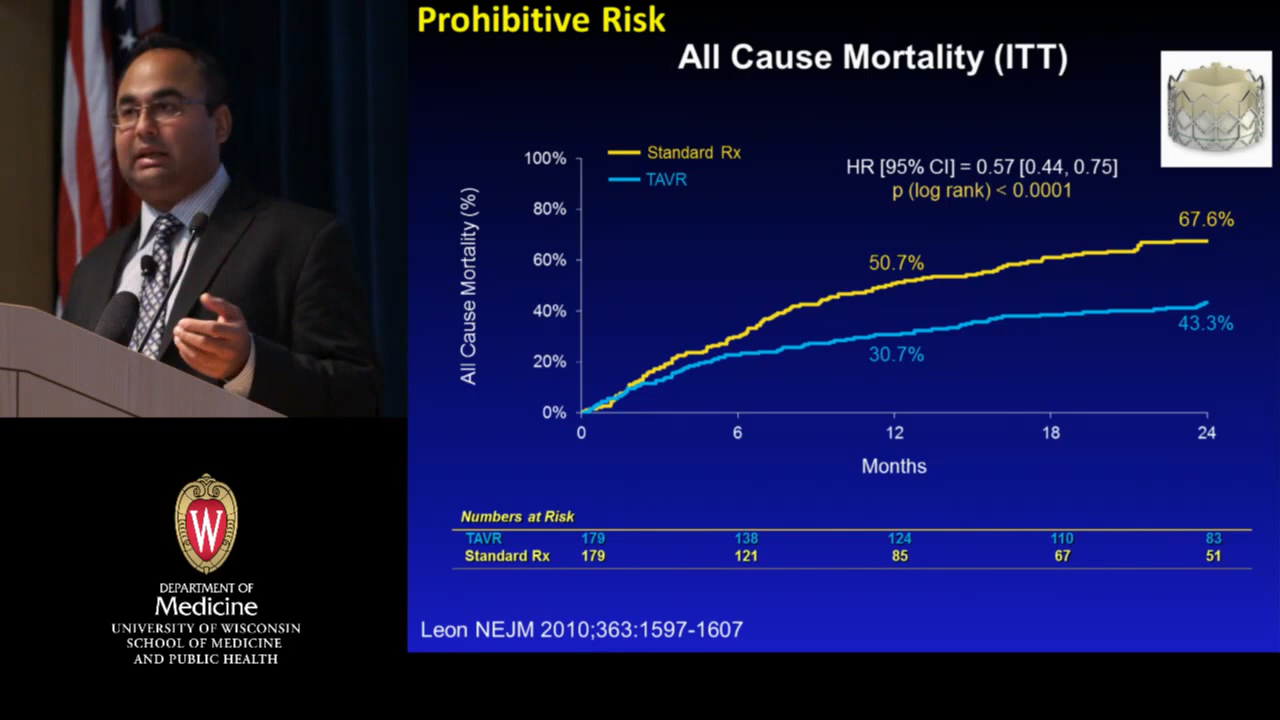 Prohibitive Risk
All Cause Mortality (ITT)
Standard Rx
TAVR
HR [95% CI] = 0.57 [0.44, 0.75]
p (log rank) < 0.0001
All Cause Mortality (%)
100%
80%
60%
40%
20%
0%
67.6%
50.7%
43.3%
30.7%
0 6 12 18 24
Months
Numbers at Risk
TAVR 179 138 124 110 83
Standard Rx 179 121 85 67 51
Leon NEJM 2010;363:1597-1607
W
DEPARTMENT OF
Medicine
UNIVERSITY OF WISCONSIN
SCHOOL OF MEDICINE
AND PUBLIC HEALTH